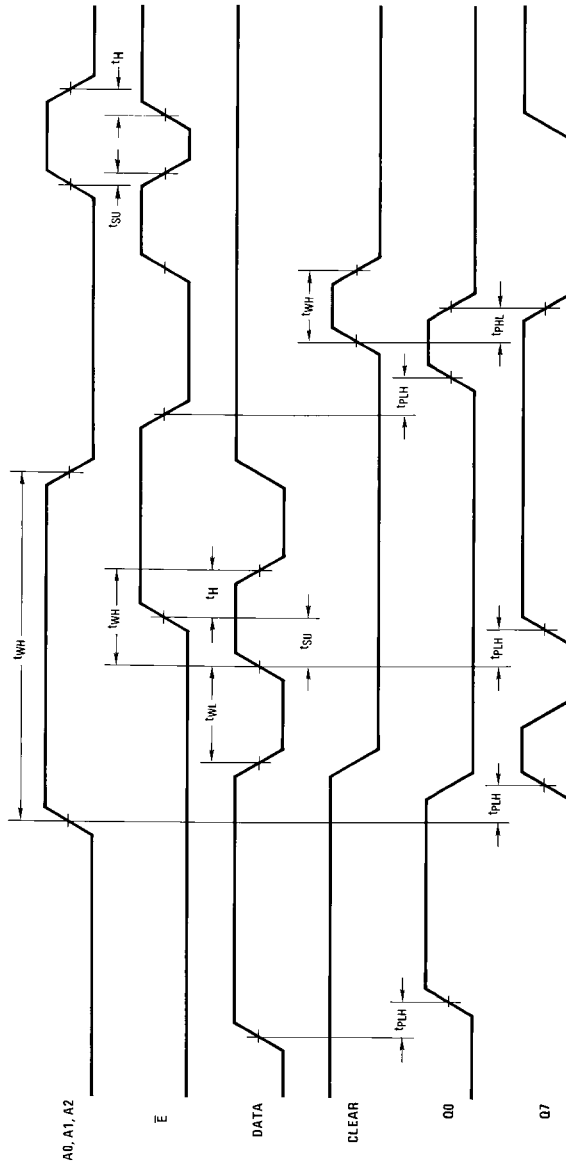 A0, A1, A2
tWH
tSU
tH
E
tWH
tH
DATA
tWL
tSU
CLEAR
tWH
Q0
tPLH
tPLH
tPHL
Q7
tPLH
tPLH